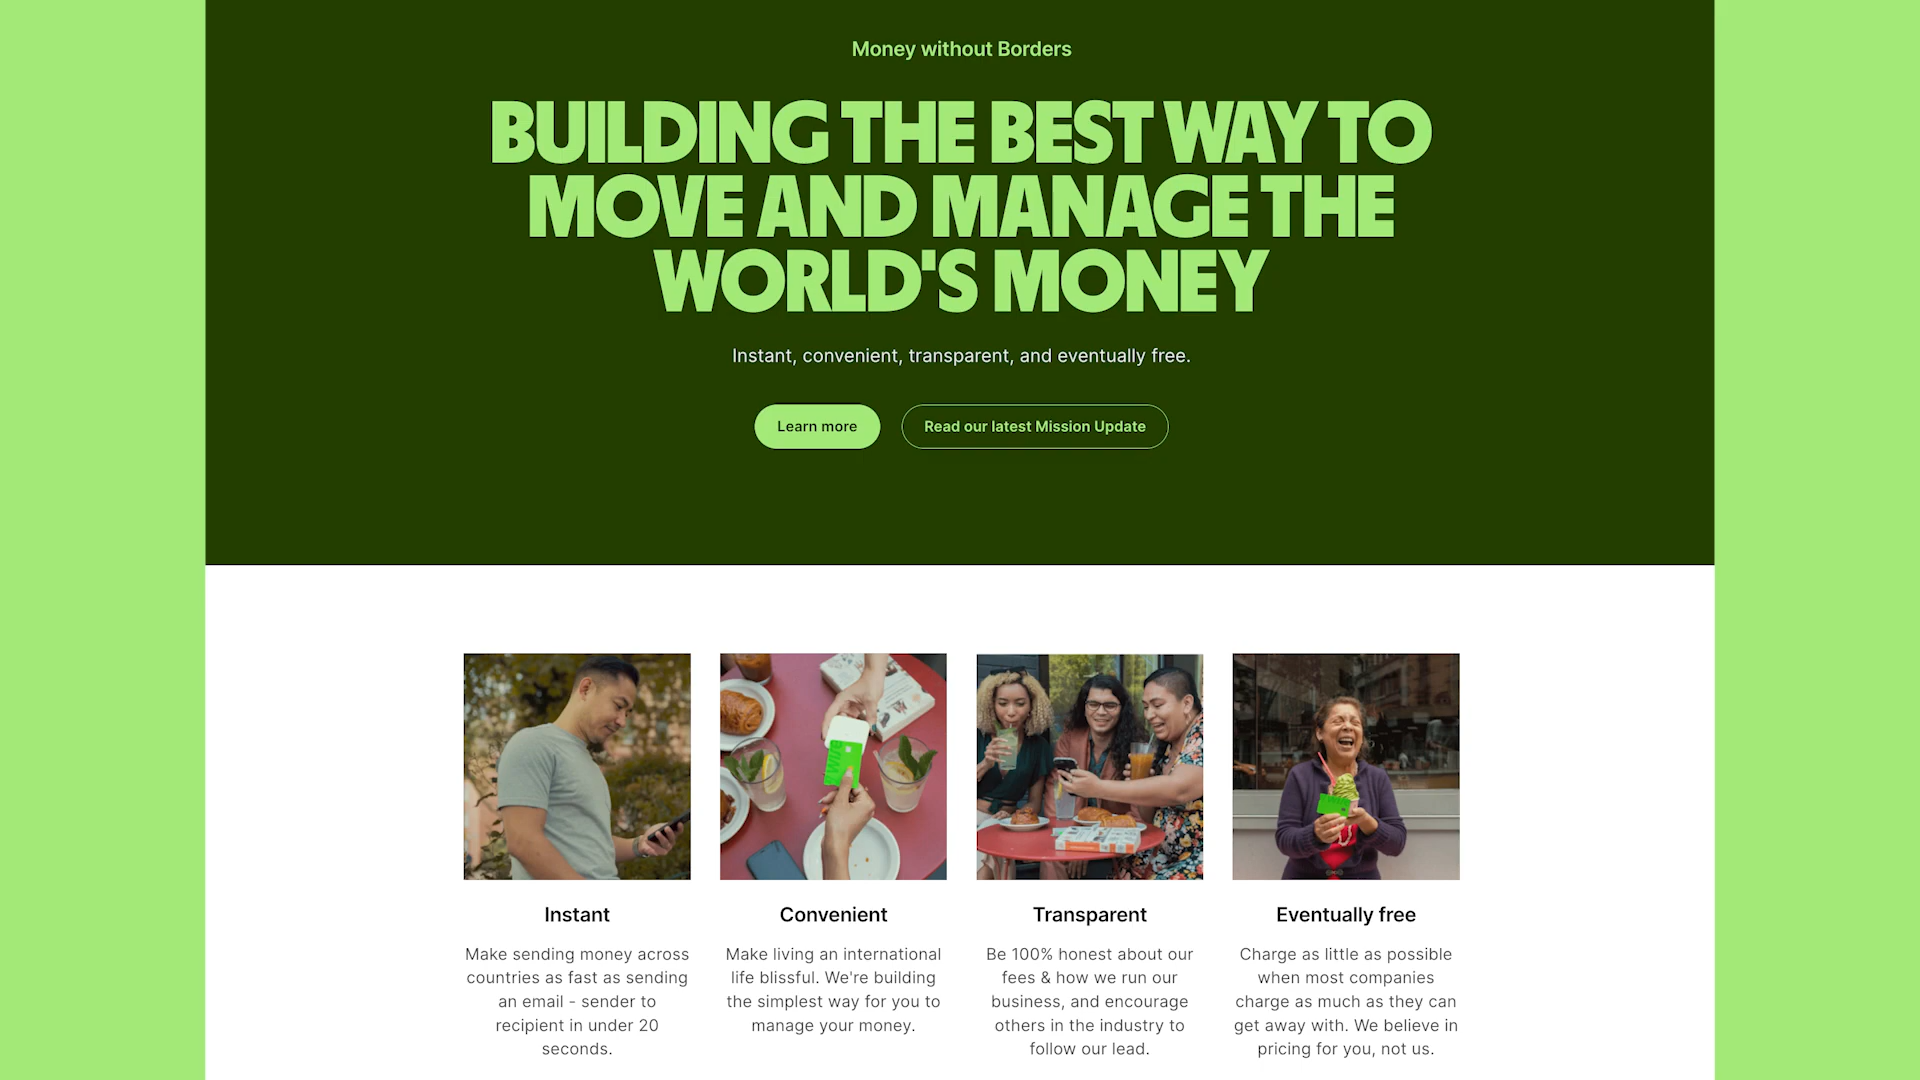 Money without Borders
BUILDING THE BEST WAY TO
MOVE AND MANAGE THE
WORLD'S MONEY
Instant, convenient, transparent, and eventually free.
Learn more
Read our latest Mission Update
Instant
Make sending money across
countries as fast as sending
an email - sender to
recipient in under 20
seconds.
Convenient
Make living an international
life blissful. We're building
the simplest way for you to
manage your money.
Transparent
Be 100% honest about our
fees & how we run our
business, and encourage
others in the industry to
follow our lead.
Eventually free
Charge as little as possible
when most companies
charge as much as they can
get away with. We believe in
pricing for you, not us.